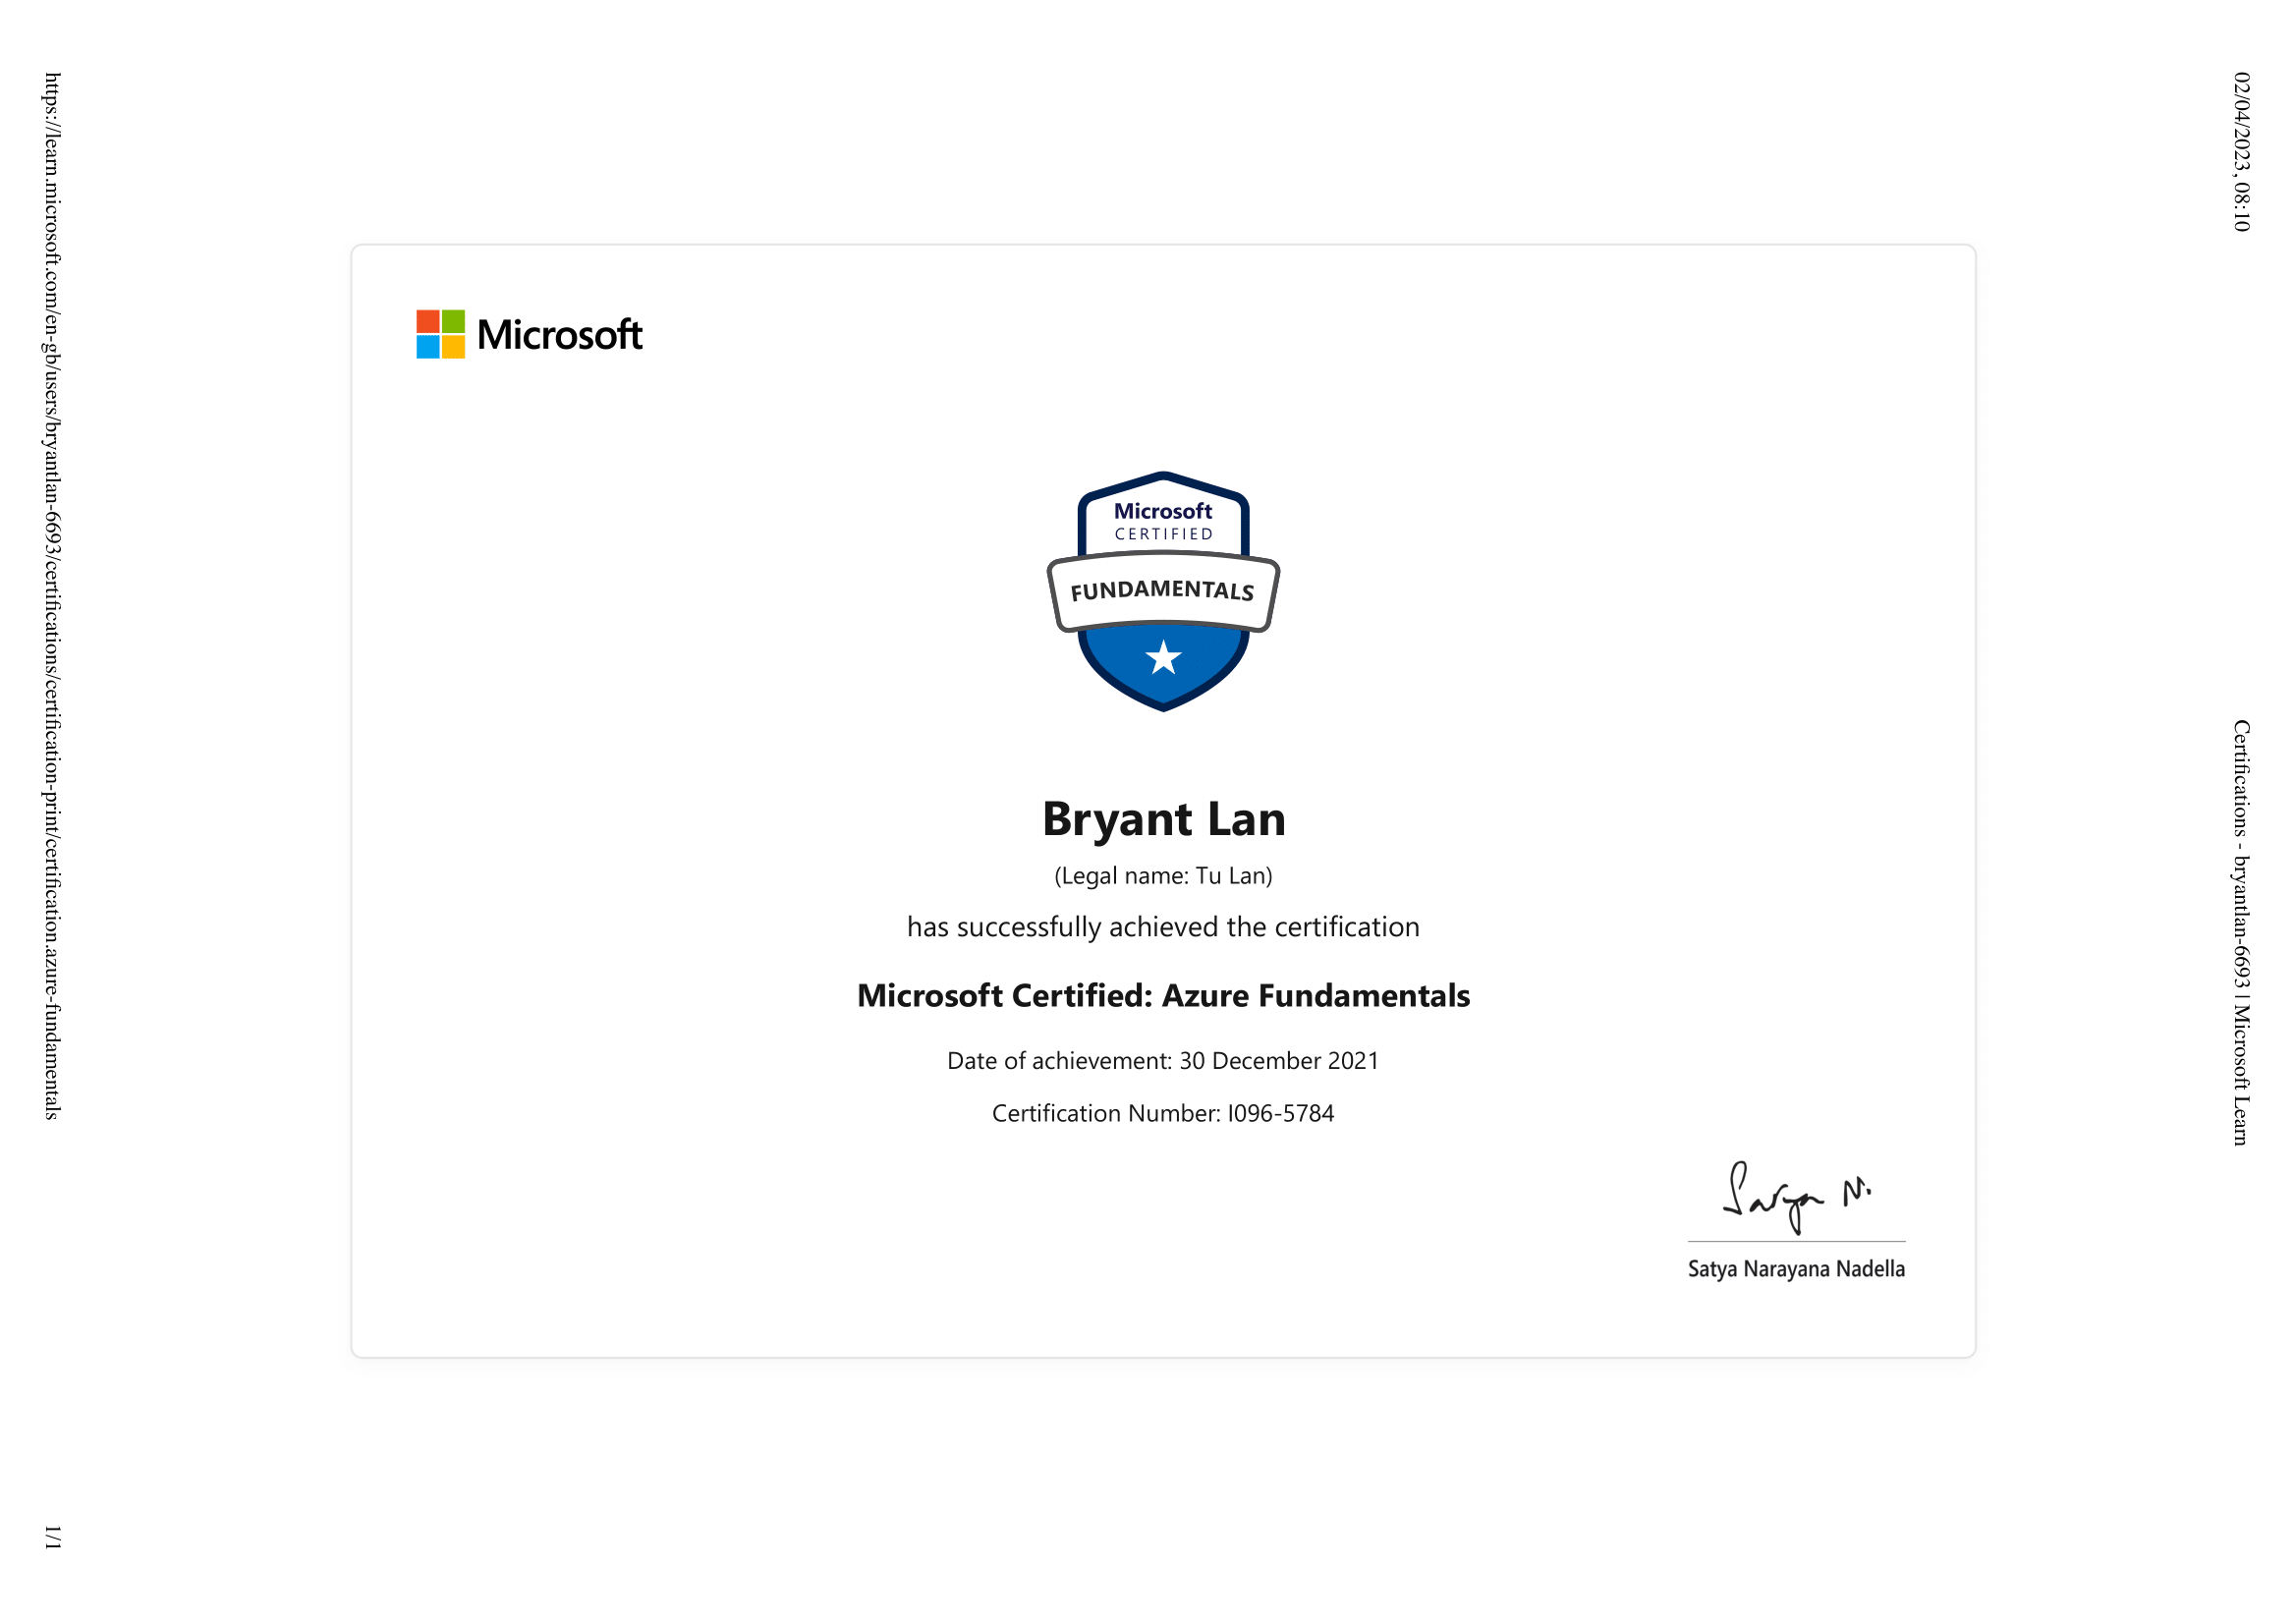 02/04/2023, 08:10
Certifications - bryantlan-6693 | Microsoft Learn
Microsoft
Microsoft
CERTIFIED
FUNDAMENTALS
Bryant Lan
(Legal name: Tu Lan)
has successfully achieved the certification
Microsoft Certified: Azure Fundamentals
Date of achievement: 30 December 2021
Certification Number: I096-5784
Satya N.
Satya Narayana Nadella
https://learn.microsoft.com/en-gb/users/bryantlan-6693/certifications/certification-print/certification.azure-fundamentals
1/1